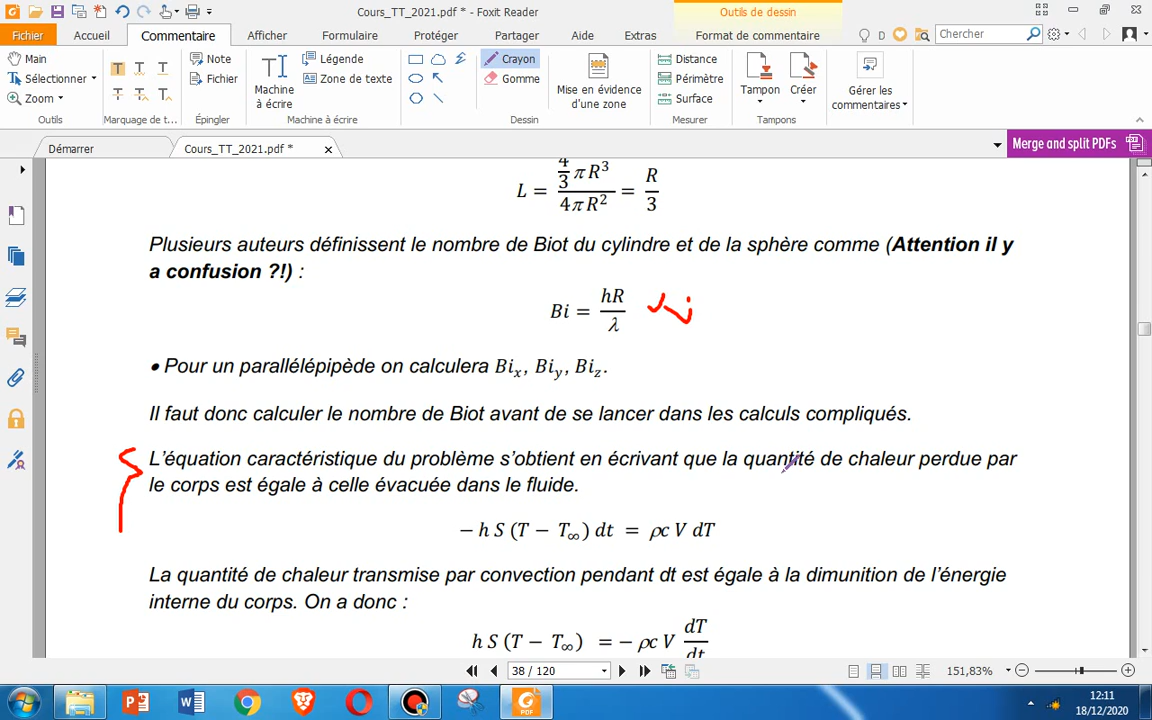 Cours_TT_2021.pdf * - Foxit Reader
Outils de dessin
Fichier Accueil Commentaire Afficher Formulaire Protéger Partager Aide Extras Format de commentaire D Chercher
Main
Sélectionner
Zoom
Outils
T T T
T T T
Marquage de t...
Note
Fichier
Épingler
Machine
à écrire
Légende
Zone de texte
Machine à écrire
Crayon
Gomme
Dessin
Mise en évidence
d'une zone
Distance
Périmètre
Surface
Mesurer
Tampon
Créer
Tampons
Gérer les
commentaires
Démarrer
Cours_TT_2021.pdf *
Merge and split PDFs
L = 4/3 π R³ / 4π R² = R / 3
Plusieurs auteurs définissent le nombre de Biot du cylindre et de la sphère comme (Attention il y
a confusion ?!) :
Bi = hR / λ
● Pour un parallélépipède on calculera Biₓ, Bi_y, Bi_z.
Il faut donc calculer le nombre de Biot avant de se lancer dans les calculs compliqués.
L'équation caractéristique du problème s'obtient en écrivant que la quantité de chaleur perdue par
le corps est égale à celle évacuée dans le fluide.
− h S (T − T∞) dt = ρc V dT
La quantité de chaleur transmise par convection pendant dt est égale à la dimunition de l'énergie
interne du corps. On a donc :
h S (T − T∞) = − ρc V dT / dt
38 / 120
151,83%
12:11
18/12/2020